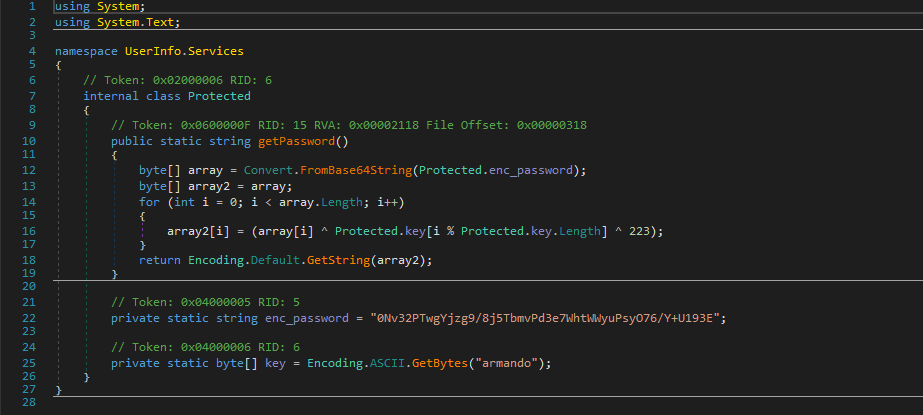 1 using System;
2 using System.Text;
3
4 namespace UserInfo.Services
5 {
6 // Token: 0x02000006 RID: 6
7 internal class Protected
8 {
9 // Token: 0x0600000F RID: 15 RVA: 0x00002118 File Offset: 0x00000318
10 public static string getPassword()
11 {
12 byte[] array = Convert.FromBase64String(Protected.enc_password);
13 byte[] array2 = array;
14 for (int i = 0; i < array.Length; i++)
15 {
16 array2[i] = (array[i] ^ Protected.key[i % Protected.key.Length] ^ 223);
17 }
18 return Encoding.Default.GetString(array2);
19 }
20
21 // Token: 0x04000005 RID: 5
22 private static string enc_password = "0Nv32PTwgYjzg9/8j5TbmvPd3e7WhtWWyuPsyO76/Y+U193E";
23
24 // Token: 0x04000006 RID: 6
25 private static byte[] key = Encoding.ASCII.GetBytes("armando");
26 }
27 }
28